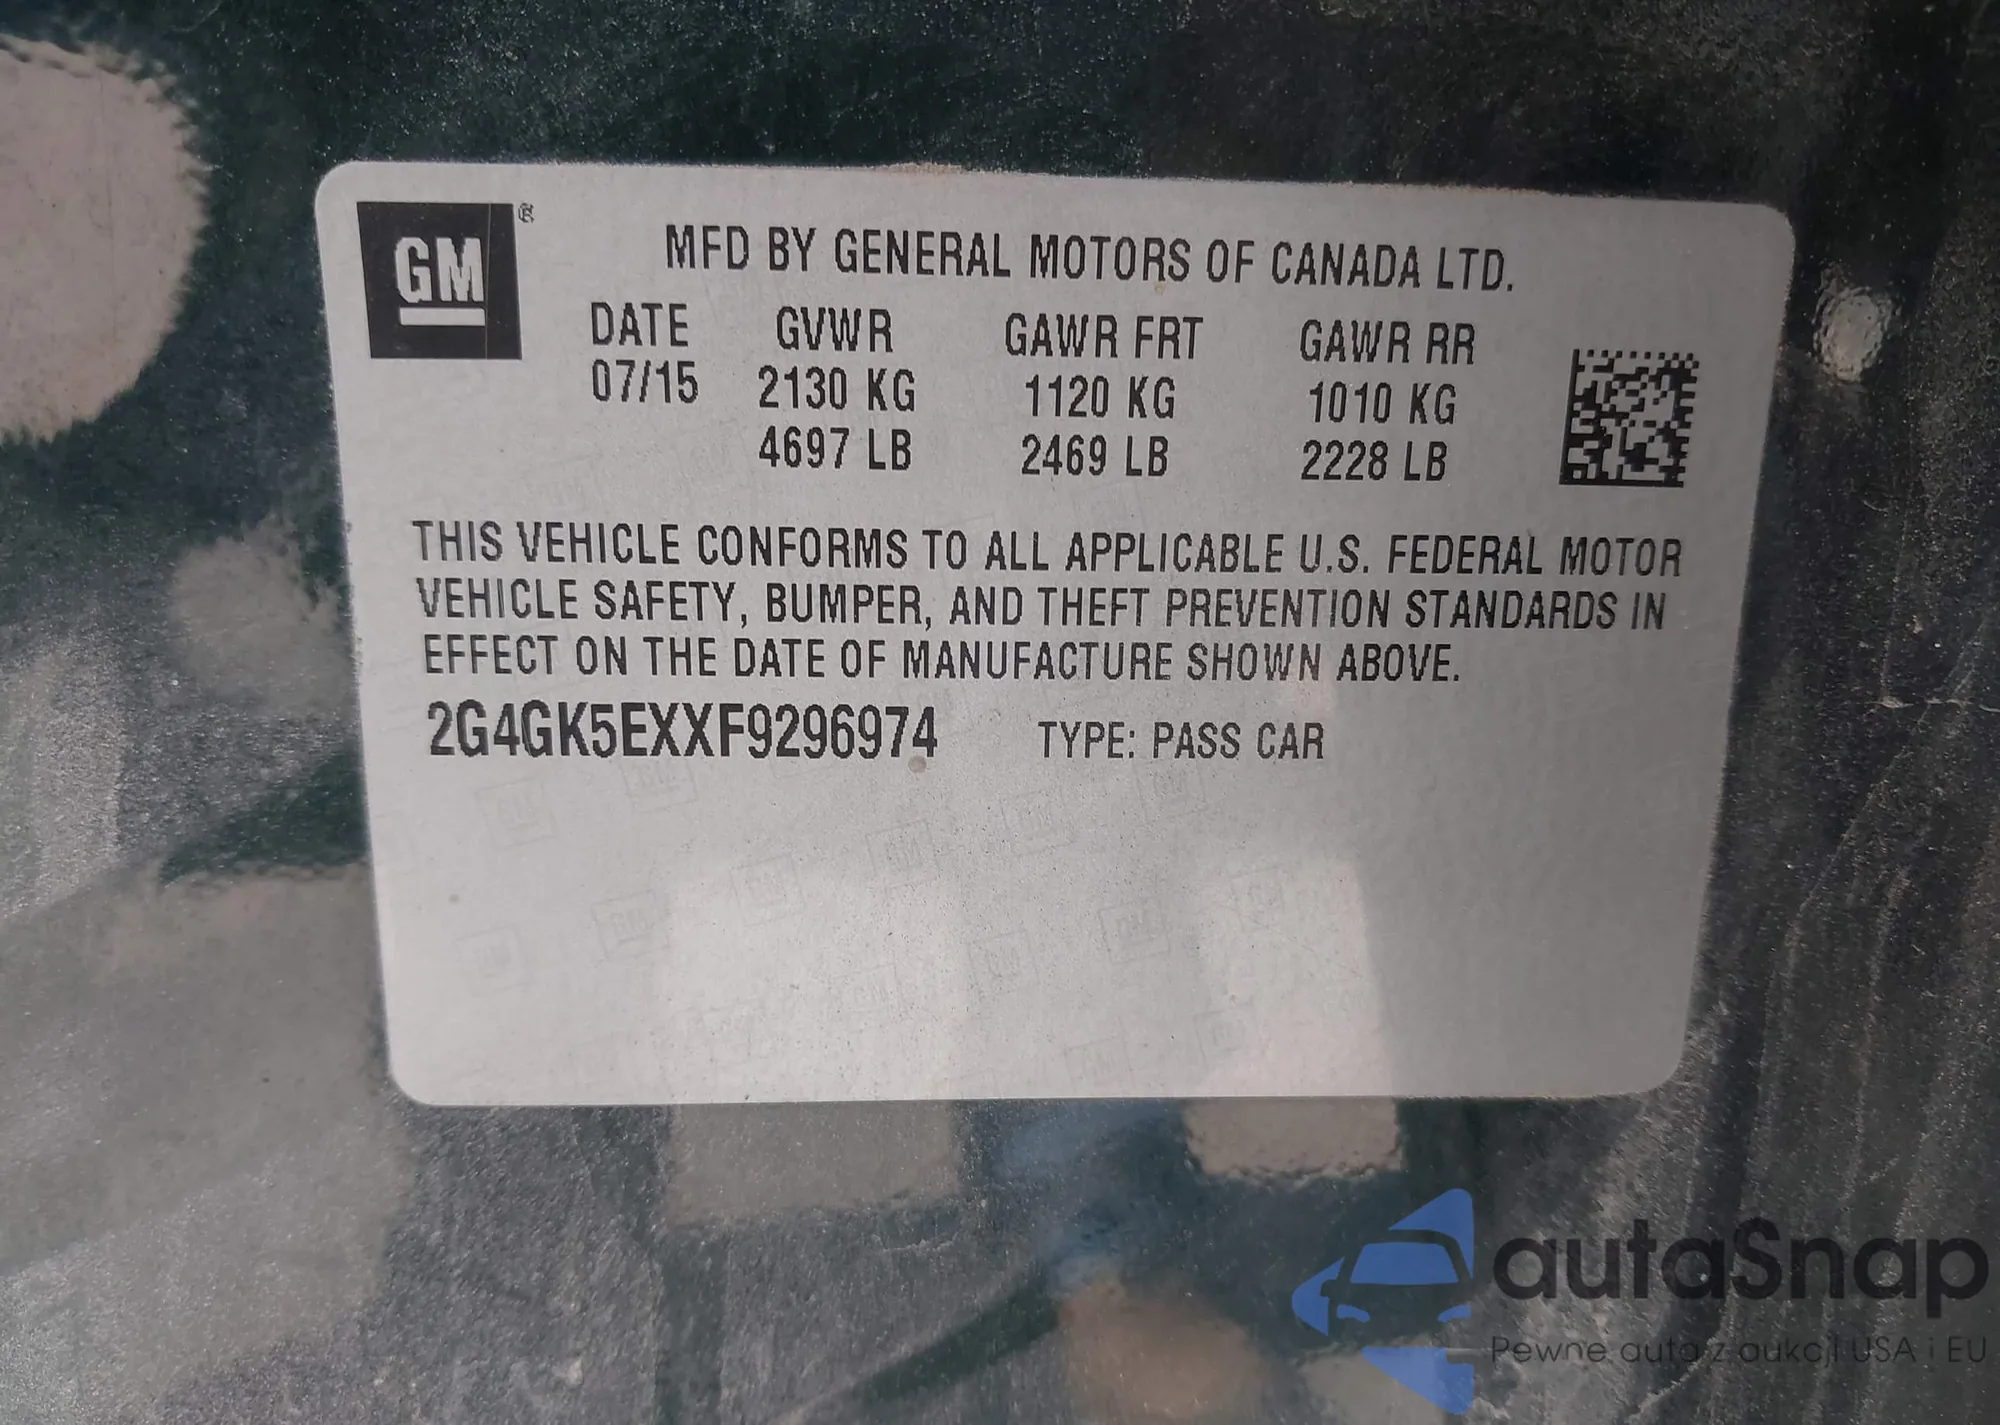 GM ®
MFD BY GENERAL MOTORS OF CANADA LTD.
DATE GVWR GAWR FRT GAWR RR
07/15 2130 KG 1120 KG 1010 KG
4697 LB 2469 LB 2228 LB
THIS VEHICLE CONFORMS TO ALL APPLICABLE U.S. FEDERAL MOTOR
VEHICLE SAFETY, BUMPER, AND THEFT PREVENTION STANDARDS IN
EFFECT ON THE DATE OF MANUFACTURE SHOWN ABOVE.
2G4GK5EXXF9296974 TYPE: PASS CAR
autaSnap
Pewne auta z aukcji USA i EU